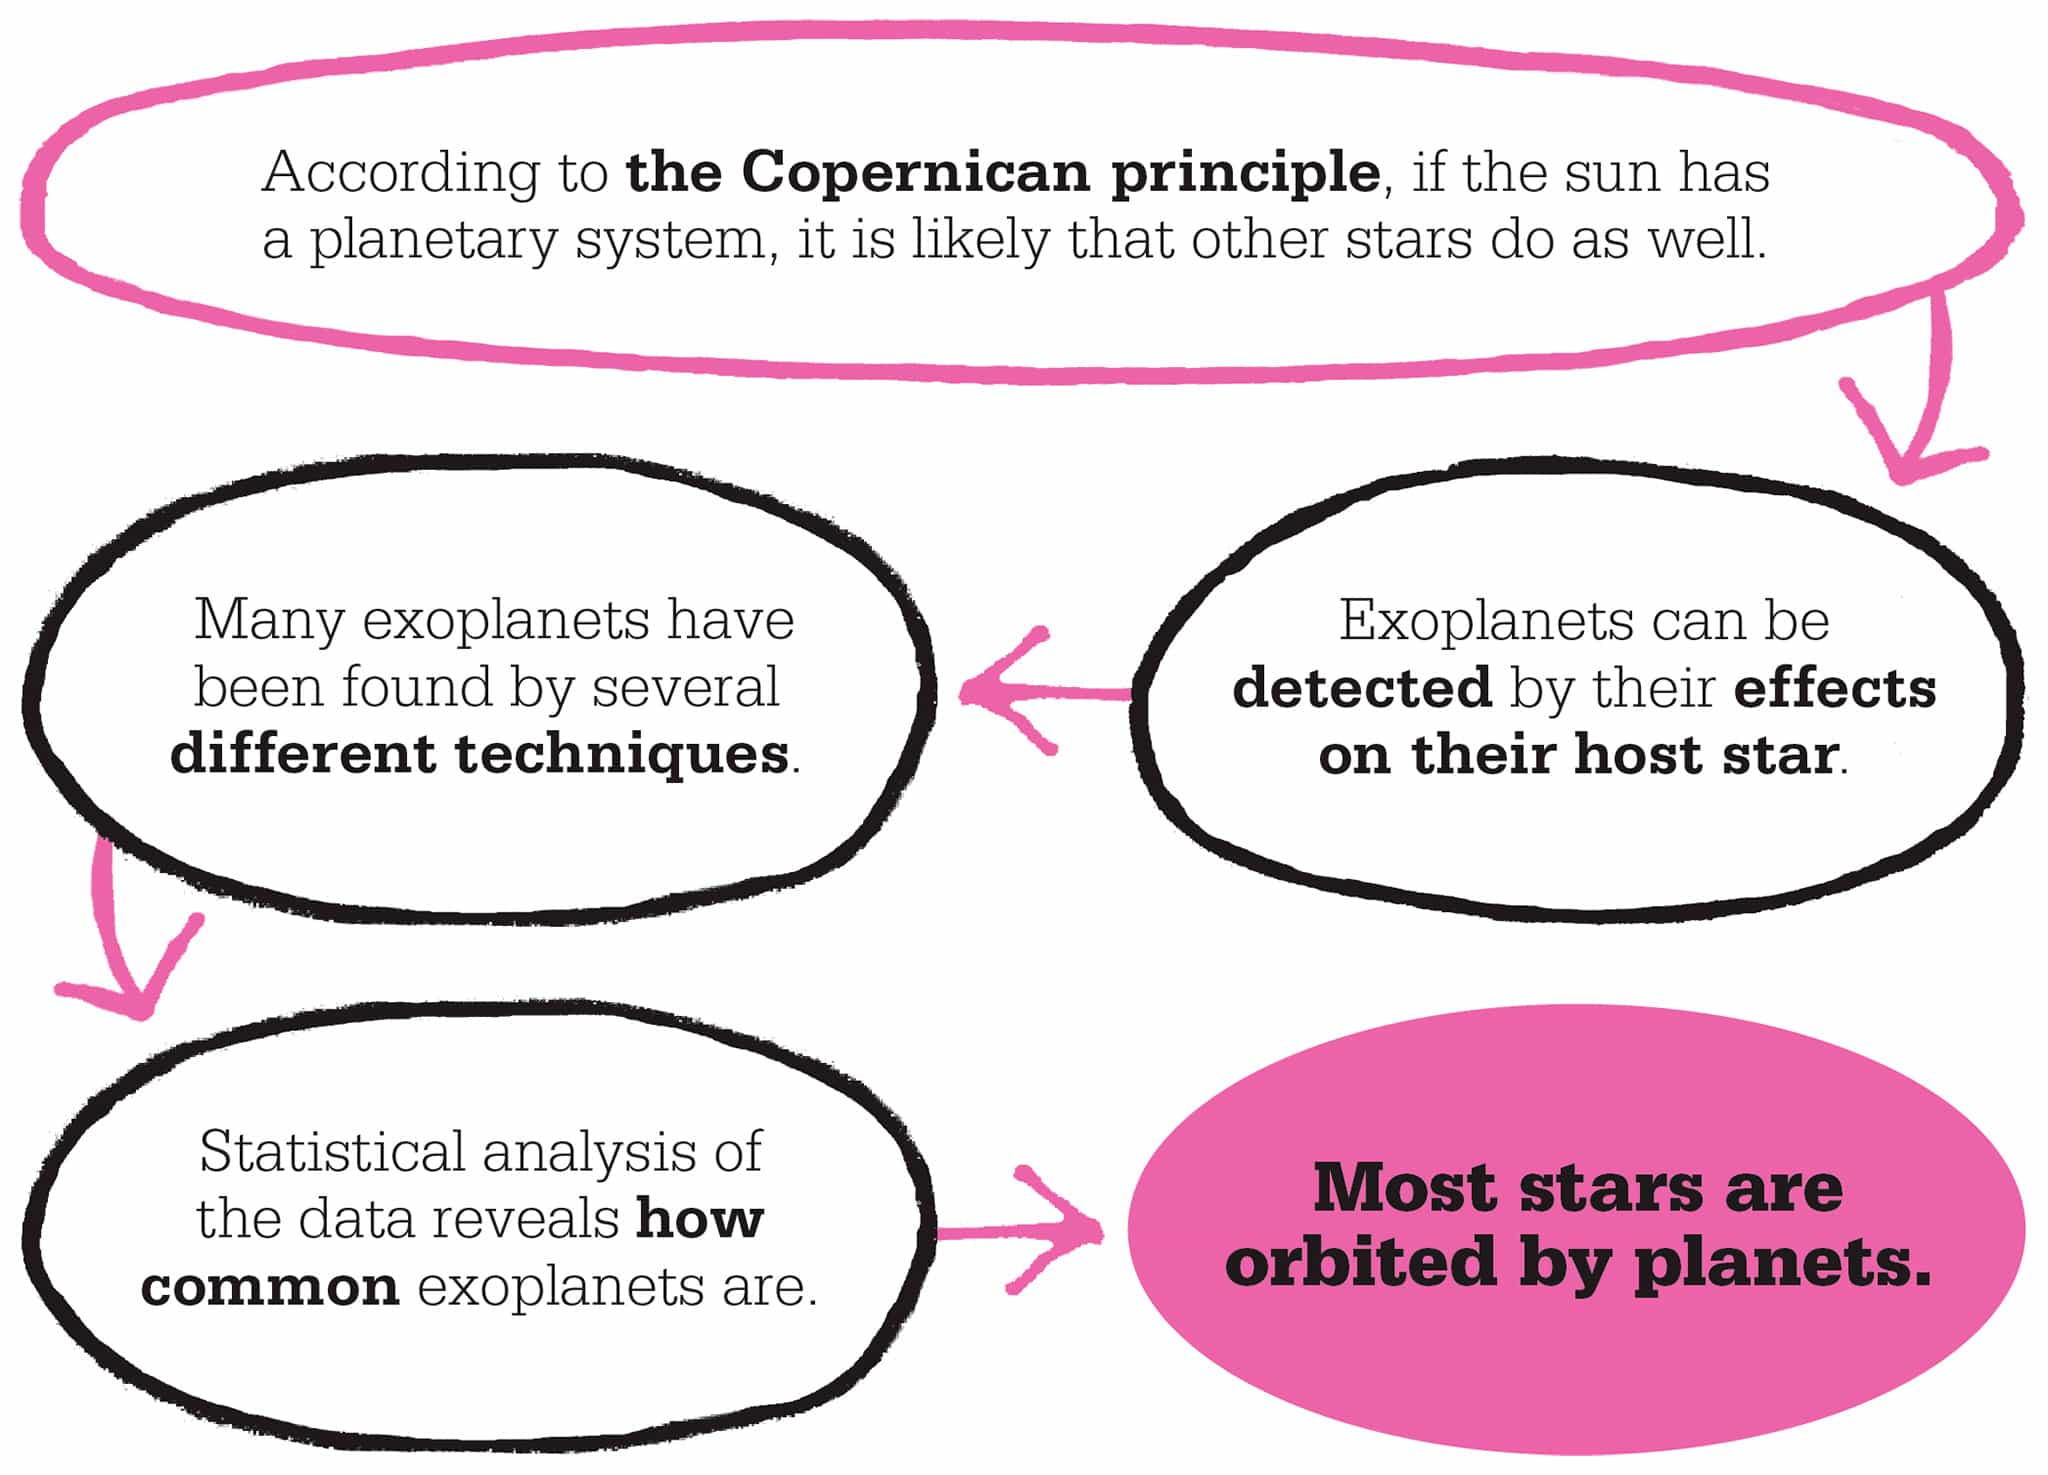 According to the Copernican principle, if the sun has
a planetary system, it is likely that other stars do as well.
Exoplanets can be
detected by their effects
on their host star.
Many exoplanets have
been found by several
different techniques.
Statistical analysis of
the data reveals how
common exoplanets are.
Most stars are
orbited by planets.